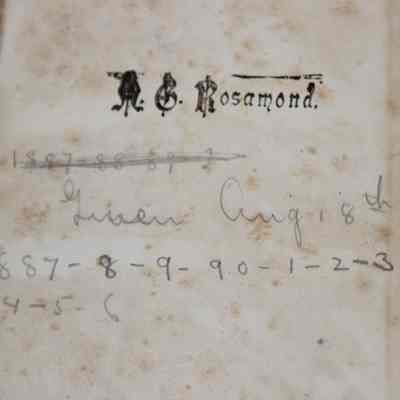 A. G. Rosamond.
1887-88-89-
Given Aug 18th
887-8-9-90-1-2-3
4-5-6